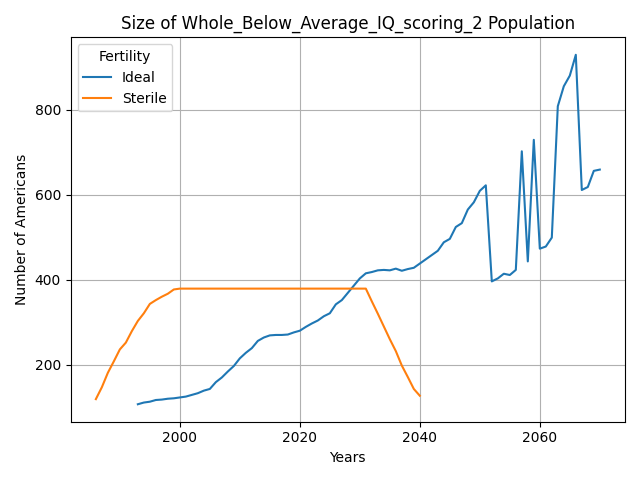 Size of Whole_Below_Average_IQ_scoring_2 Population
Fertility
Ideal
Sterile
Number of Americans
800
600
400
200
2000
2020
2040
2060
Years